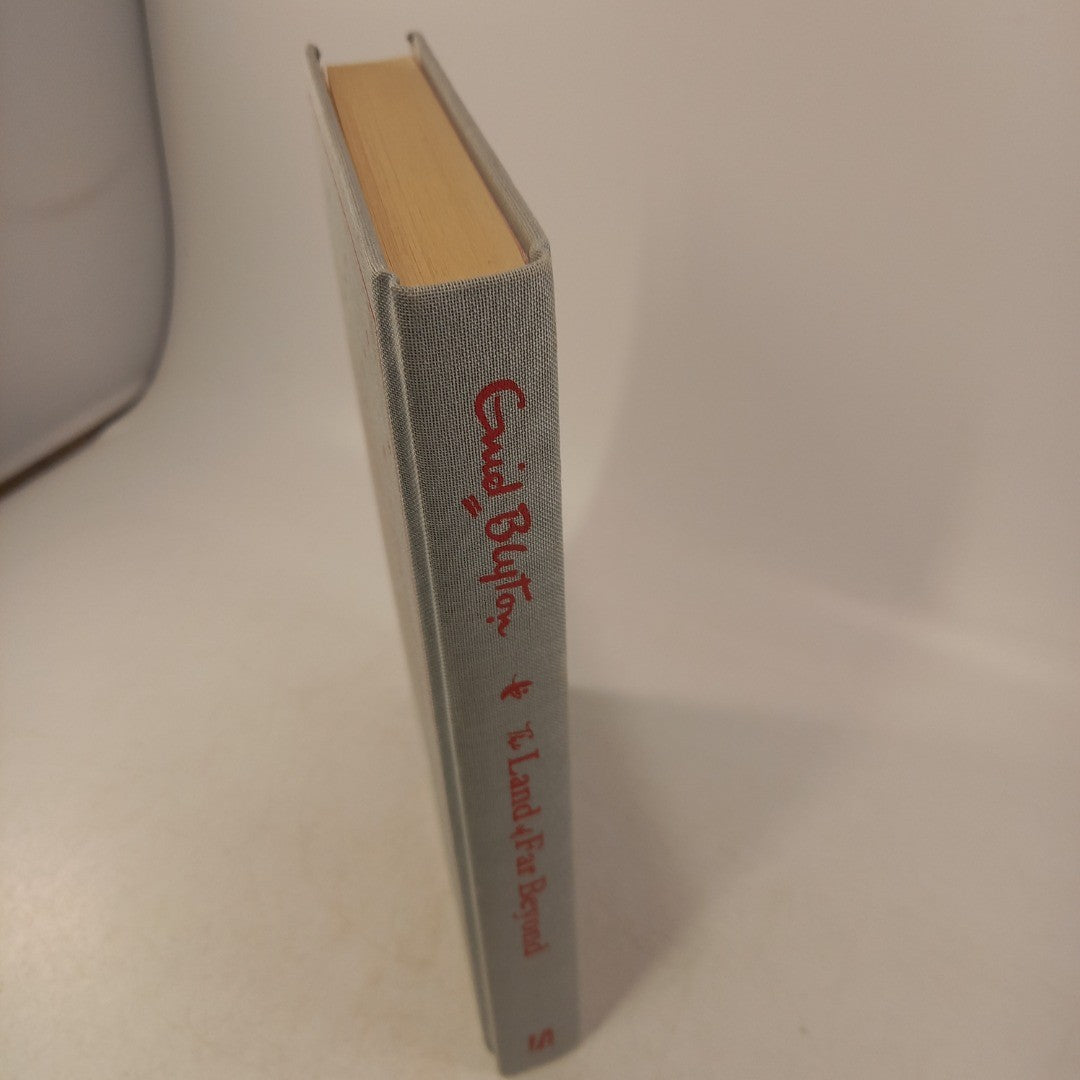 Enid Blyton
The Land of Far Beyond